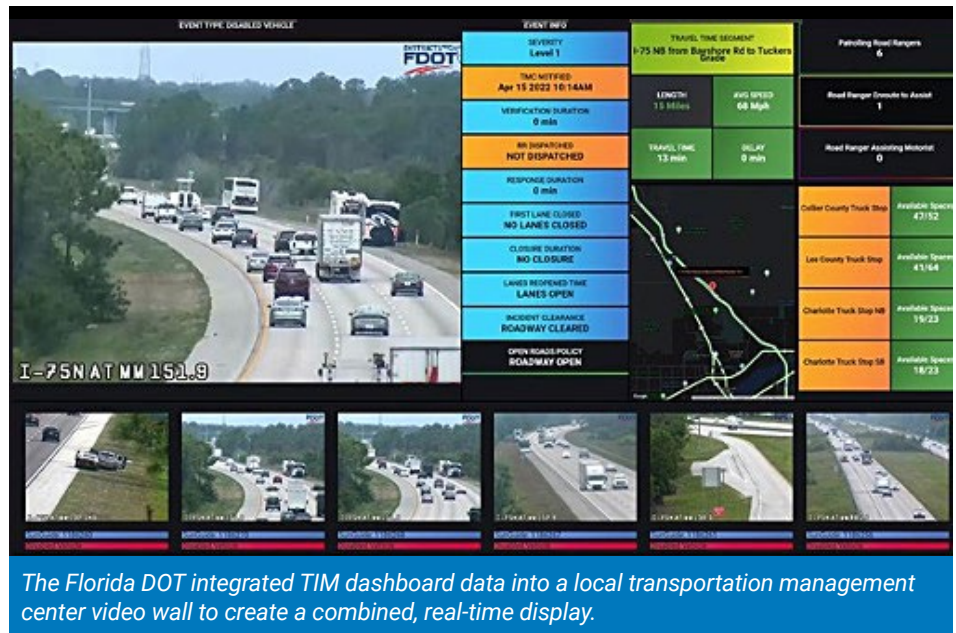 EVENT TYPE: DISABLED VEHICLE
FDOT
I-75N AT MM 151.9
EVENT INFO
SEVERITY
Level 1
TMC NOTIFIED
Apr 15 2022 10:14AM
VERIFICATION DURATION
0 min
RR DISPATCHED
NOT DISPATCHED
RESPONSE DURATION
0 min
FIRST LANE CLOSED
NO LANES CLOSED
CLOSURE DURATION
NO CLOSURE
LANES REOPENED TIME
LANES OPEN
INCIDENT CLEARANCE
ROADWAY CLEARED
OPEN ROADS POLICY
ROADWAY OPEN
TRAVEL TIME SEGMENT
I-75 NB from Bayshore Rd to Tuckers
Grade
LENGTH
15 Miles
AVG SPEED
68 Mph
TRAVEL TIME
13 min
DELAY
0 min
Patrolling Road Rangers
6
Road Ranger Enroute to Assist
1
Road Ranger Assisting Motorist
0
Collier County Truck Stop
Available Spaces
47/52
Lee County Truck Stop
Available Spaces
41/64
Charlotte Truck Stop NB
Available Spaces
19/23
Charlotte Truck Stop SB
Available Spaces
18/23
The Florida DOT integrated TIM dashboard data into a local transportation management
center video wall to create a combined, real-time display.